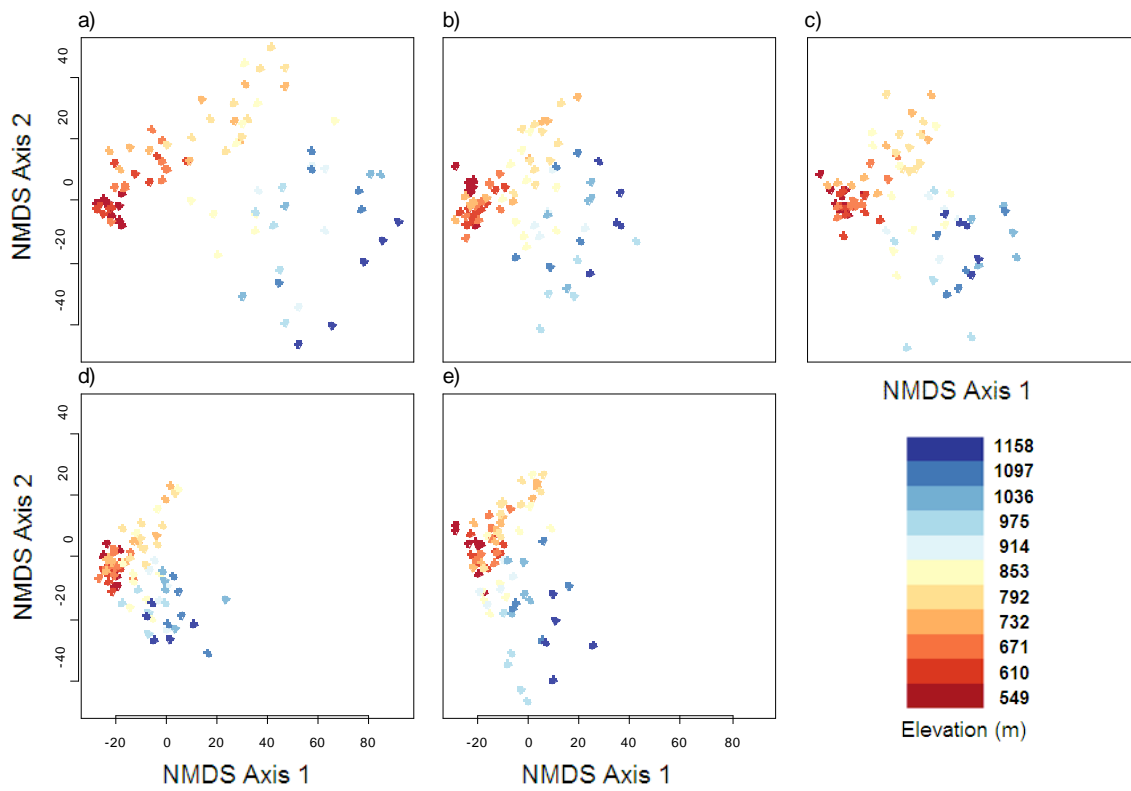 a)
b)
c)
NMDS Axis 2
40
20
0
-20
-40
d)
e)
NMDS Axis 1
NMDS Axis 2
40
20
0
-20
-40
-20 0 20 40 60 80
-20 0 20 40 60 80
NMDS Axis 1
NMDS Axis 1
1158
1097
1036
975
914
853
792
732
671
610
549
Elevation (m)